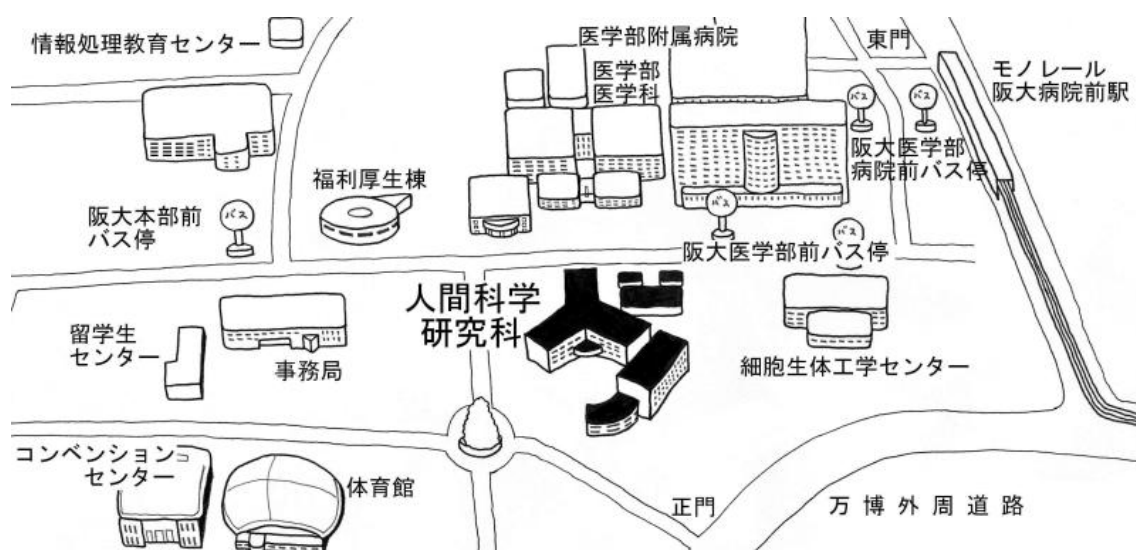 情報処理教育センター
医学部附属病院
東門
医学部
医学科
モノレール
阪大病院前駅
バス
バス
阪大医学部
病院前バス停
福利厚生棟
阪大本部前
バス停
バス
バス
バス
阪大医学部前バス停
人間科学
研究科
留学生
センター
事務局
細胞生体工学センター
コンベンション
センター
体育館
正門
万博外周道路